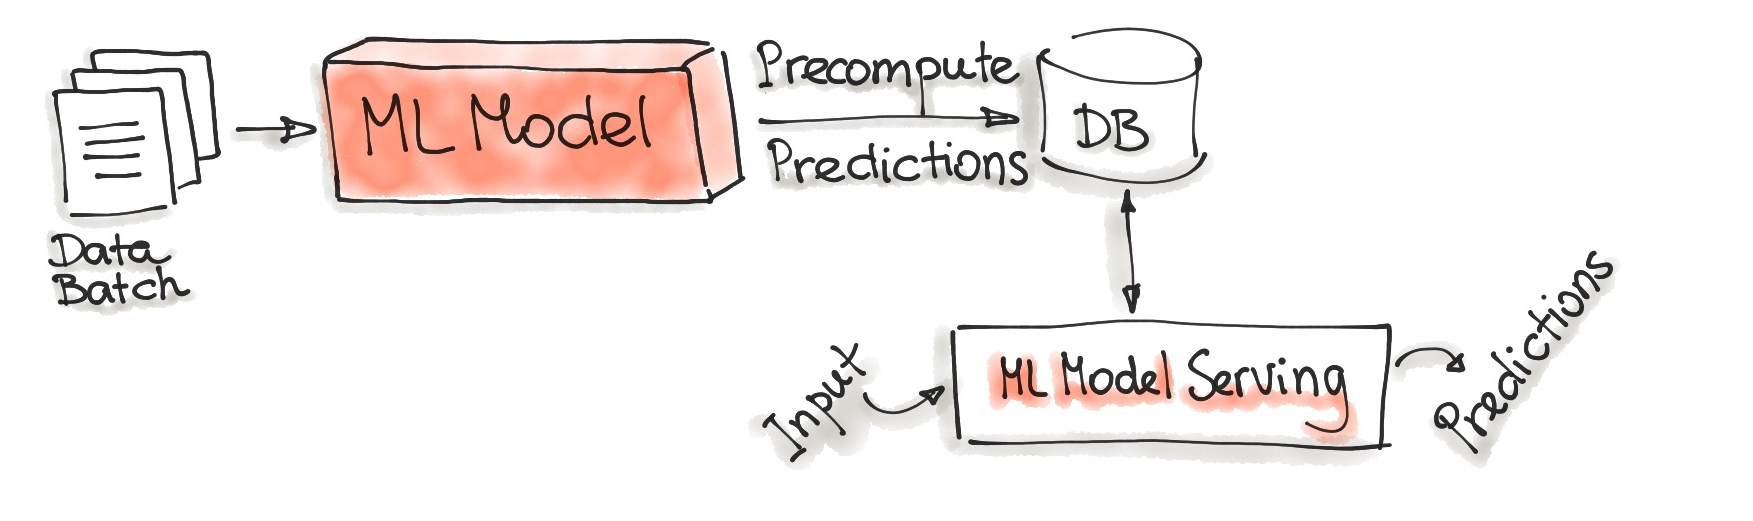 Data
Batch
ML Model
Precompute
Predictions
DB
Input
ML Model Serving
Predictions